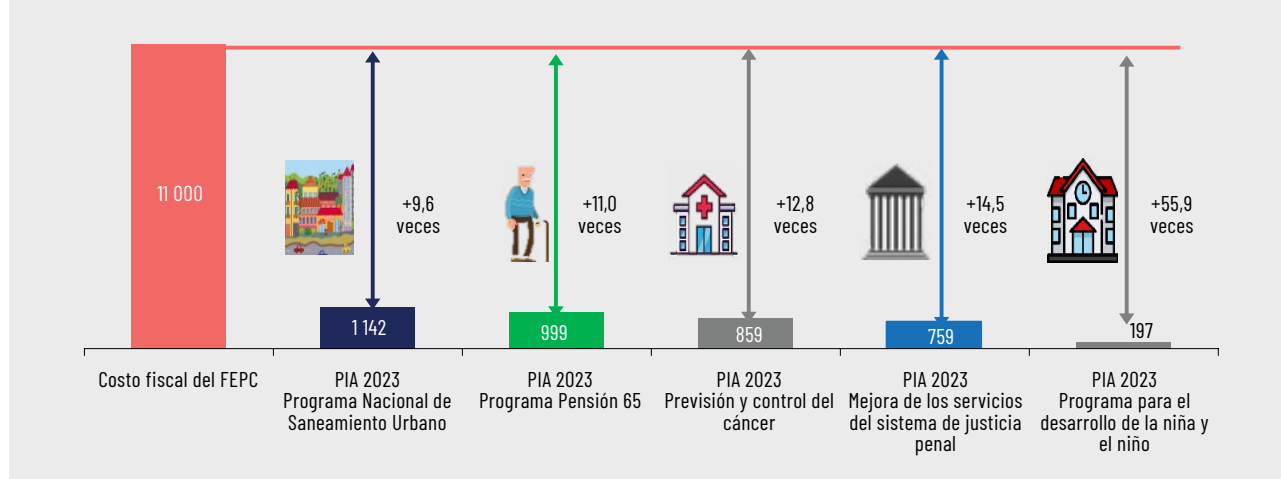 11 000
+9,6
veces
+11,0
veces
+12,8
veces
+14,5
veces
+55,9
veces
1 142
999
859
759
197
Costo fiscal del FEPC
PIA 2023
Programa Nacional de
Saneamiento Urbano
PIA 2023
Programa Pensión 65
PIA 2023
Previsión y control del
cáncer
PIA 2023
Mejora de los servicios
del sistema de justicia
penal
PIA 2023
Programa para el
desarrollo de la niña y
el niño